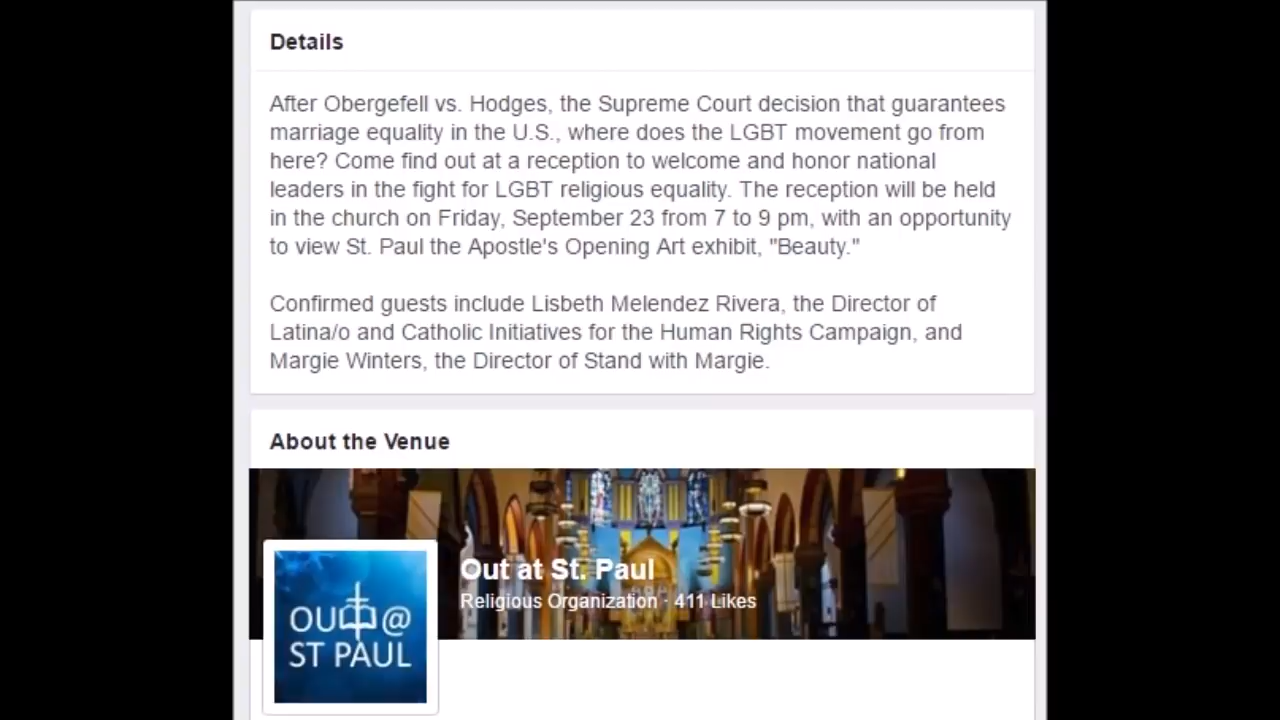 Details
After Obergefell vs. Hodges, the Supreme Court decision that guarantees
marriage equality in the U.S., where does the LGBT movement go from
here? Come find out at a reception to welcome and honor national
leaders in the fight for LGBT religious equality. The reception will be held
in the church on Friday, September 23 from 7 to 9 pm, with an opportunity
to view St. Paul the Apostle's Opening Art exhibit, "Beauty."
Confirmed guests include Lisbeth Melendez Rivera, the Director of
Latina/o and Catholic Initiatives for the Human Rights Campaign, and
Margie Winters, the Director of Stand with Margie.
About the Venue
Out at St. Paul
Religious Organization · 411 Likes
OUT@
ST PAUL